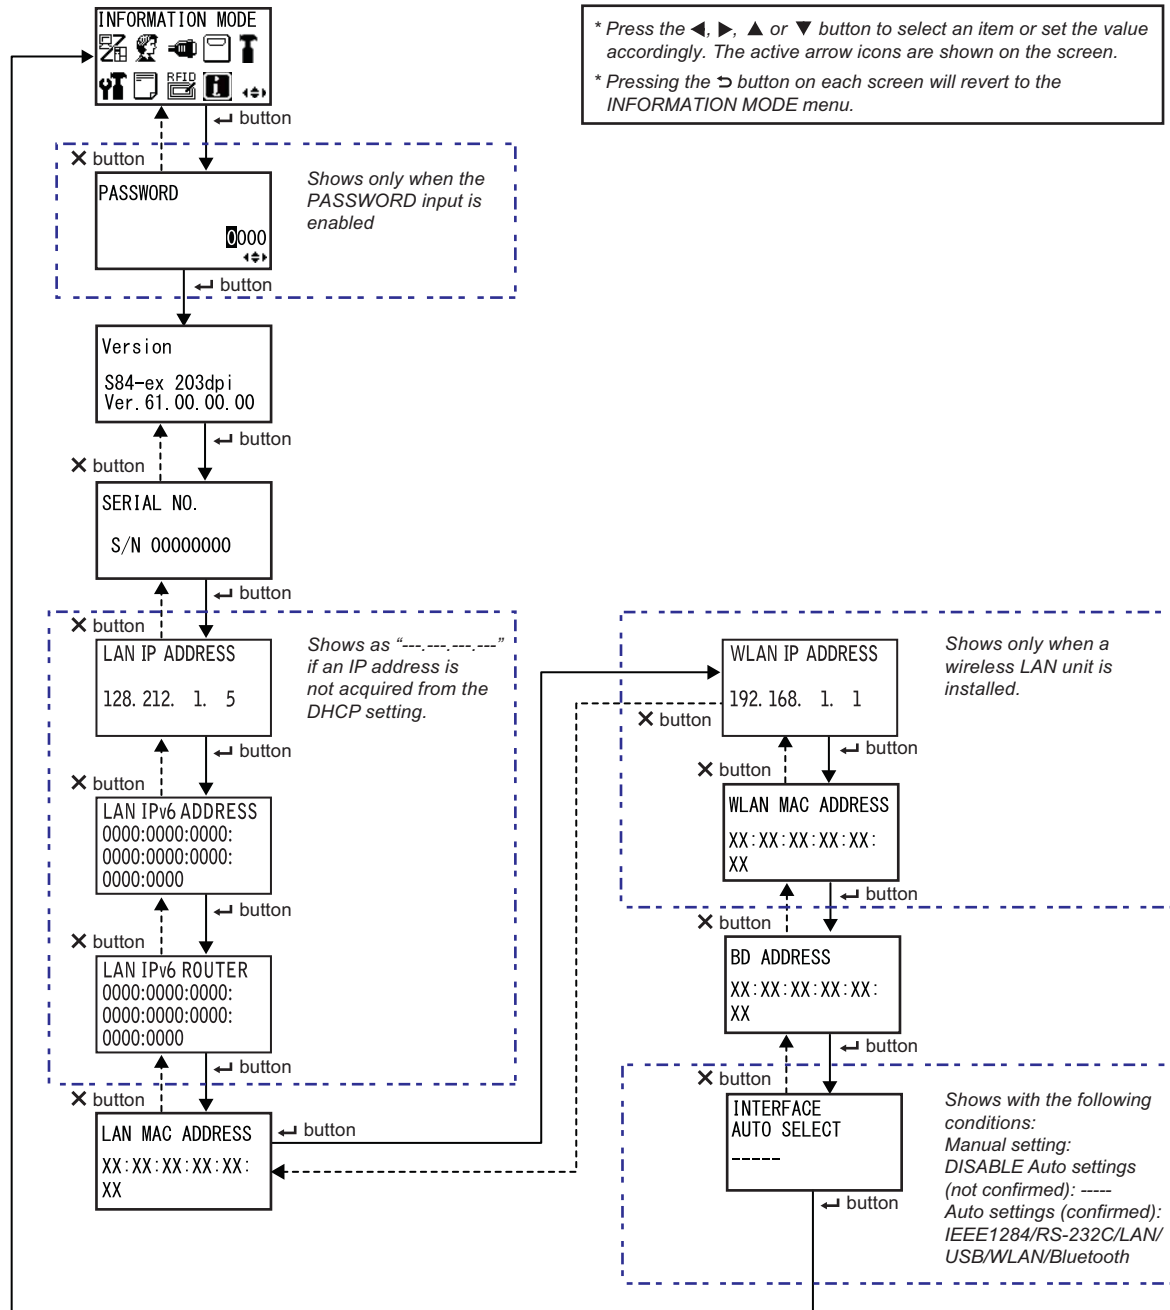 INFORMATION MODE
RFID
* Press the ◀, ▶, ▲ or ▼ button to select an item or set the value
accordingly. The active arrow icons are shown on the screen.
* Pressing the ⮌ button on each screen will revert to the
INFORMATION MODE menu.
↵ button
✕ button
PASSWORD
0000
Shows only when the
PASSWORD input is
enabled
↵ button
Version
S84-ex 203dpi
Ver.61.00.00.00
↵ button
✕ button
SERIAL NO.
S/N 00000000
↵ button
✕ button
LAN IP ADDRESS
128.212. 1. 5
Shows as “---.---.---.---”
if an IP address is
not acquired from the
DHCP setting.
↵ button
✕ button
LAN IPv6 ADDRESS
0000:0000:0000:
0000:0000:0000:
0000:0000
↵ button
✕ button
LAN IPv6 ROUTER
0000:0000:0000:
0000:0000:0000:
0000:0000
↵ button
✕ button
LAN MAC ADDRESS
XX:XX:XX:XX:XX:
XX
↵ button
WLAN IP ADDRESS
192.168. 1. 1
Shows only when a
wireless LAN unit is
installed.
✕ button
↵ button
✕ button
WLAN MAC ADDRESS
XX:XX:XX:XX:XX:
XX
↵ button
✕ button
BD ADDRESS
XX:XX:XX:XX:XX:
XX
↵ button
✕ button
INTERFACE
AUTO SELECT
-----
Shows with the following
conditions:
Manual setting:
DISABLE Auto settings
(not confirmed): -----
Auto settings (confirmed):
IEEE1284/RS-232C/LAN/
USB/WLAN/Bluetooth
↵ button